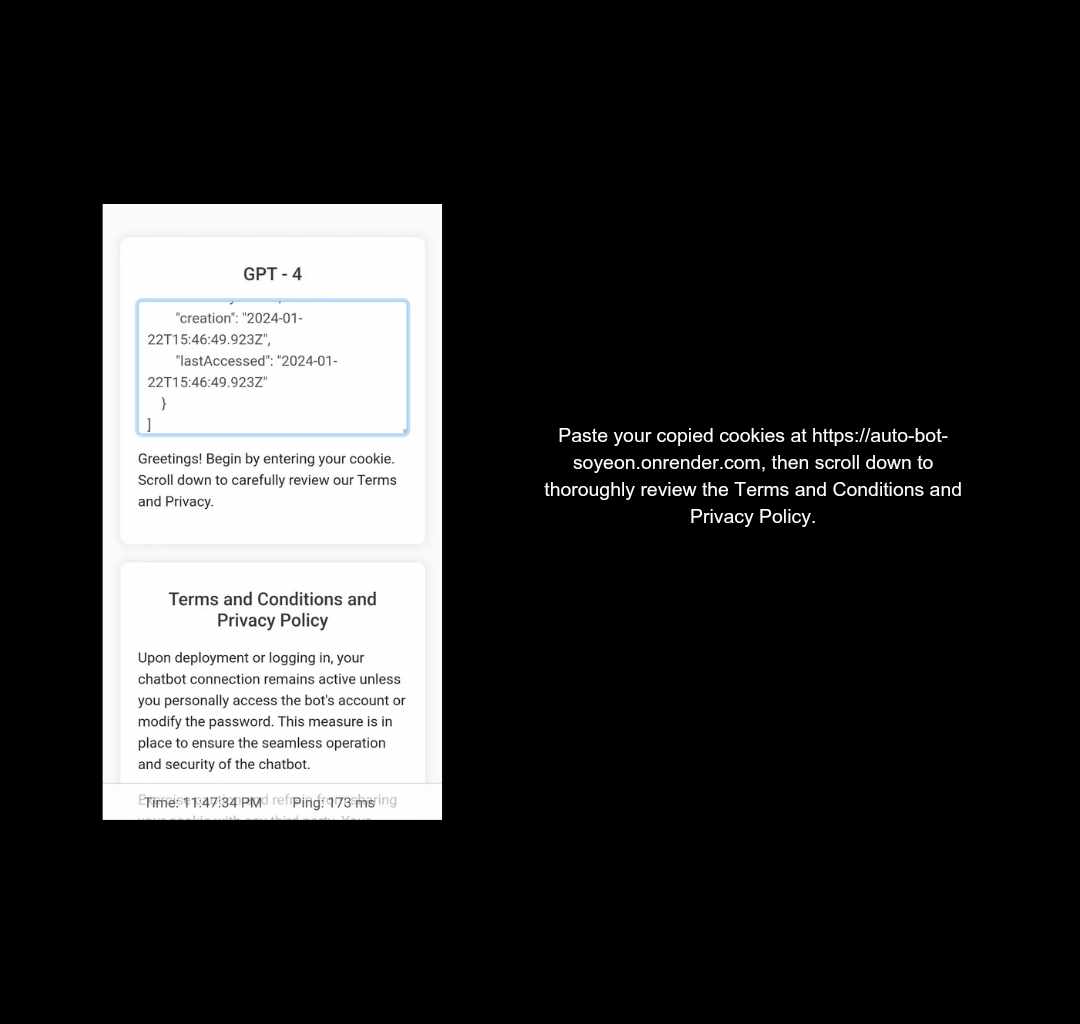 GPT - 4
"creation": "2024-01-
22T15:46:49.923Z",
"lastAccessed": "2024-01-
22T15:46:49.923Z"
}
]
Greetings! Begin by entering your cookie.
Scroll down to carefully review our Terms
and Privacy.
Terms and Conditions and
Privacy Policy
Upon deployment or logging in, your
chatbot connection remains active unless
you personally access the bot's account or
modify the password. This measure is in
place to ensure the seamless operation
and security of the chatbot.
Time: 11:47:34 PM Ping: 173 ms
Paste your copied cookies at https://auto-bot-
soyeon.onrender.com, then scroll down to
thoroughly review the Terms and Conditions and
Privacy Policy.